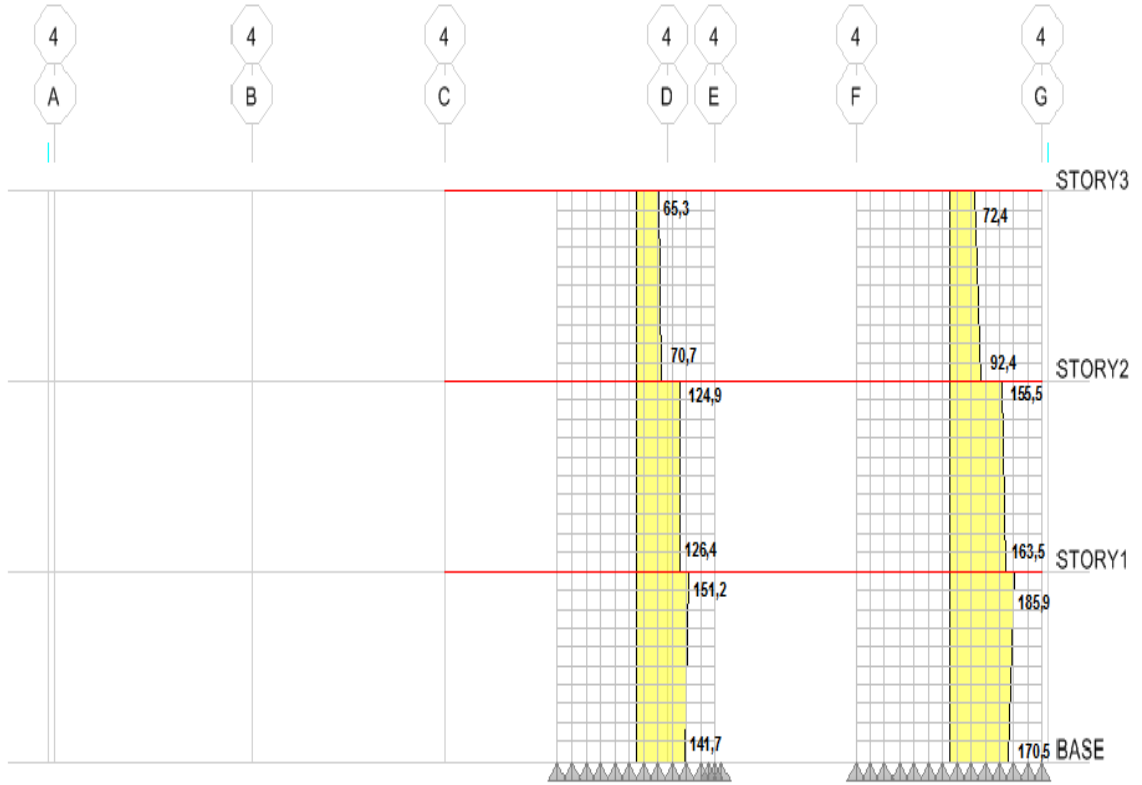 4 4 4 4 4 4 4
A B C D E F G
STORY3
65,3 72,4
70,7 92,4
STORY2
124,9 155,5
126,4 163,5
STORY1
151,2 185,9
141,7 170,5 BASE